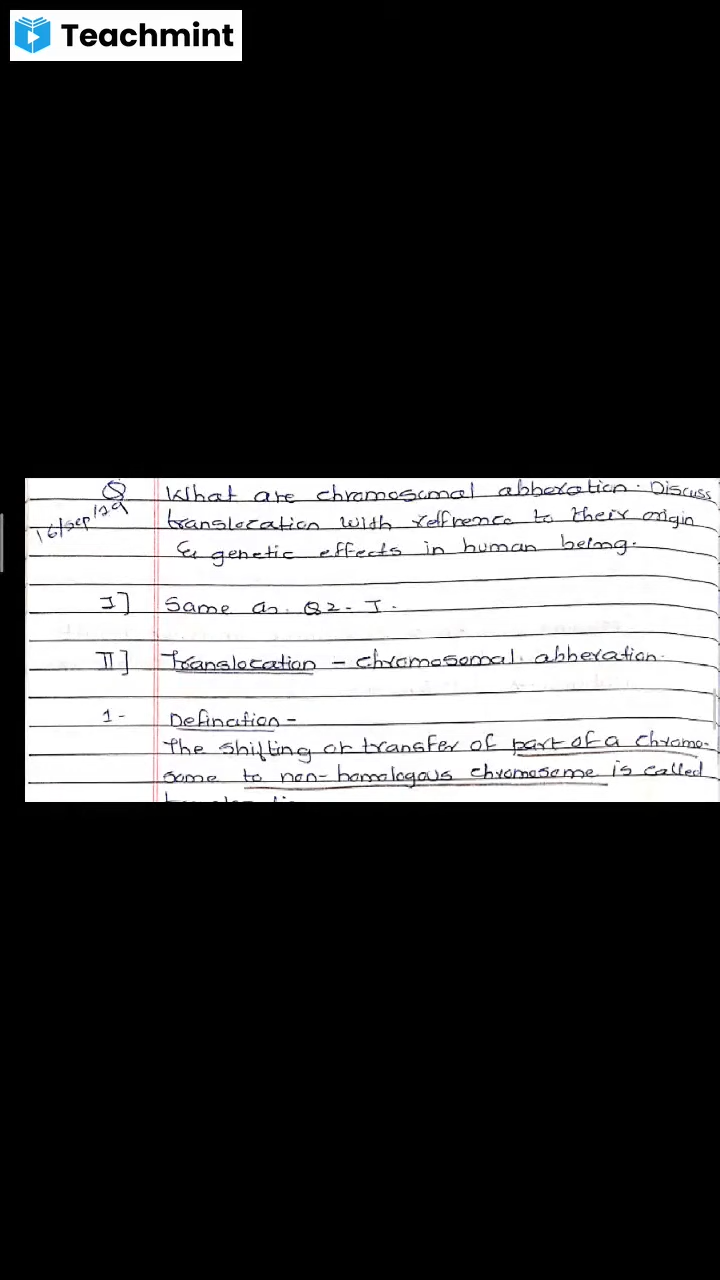 Teachmint
Q What are chromosomal abberation. Discuss
16/sep/
translocation with reffrence to their origin
& genetic effects in human being.
I] Same as Q2-I.
II] Translocation - chromosomal abberation.
1- Defination -
The shifting or transfer of part of a chromo-
some to non-homologous chromosome is called